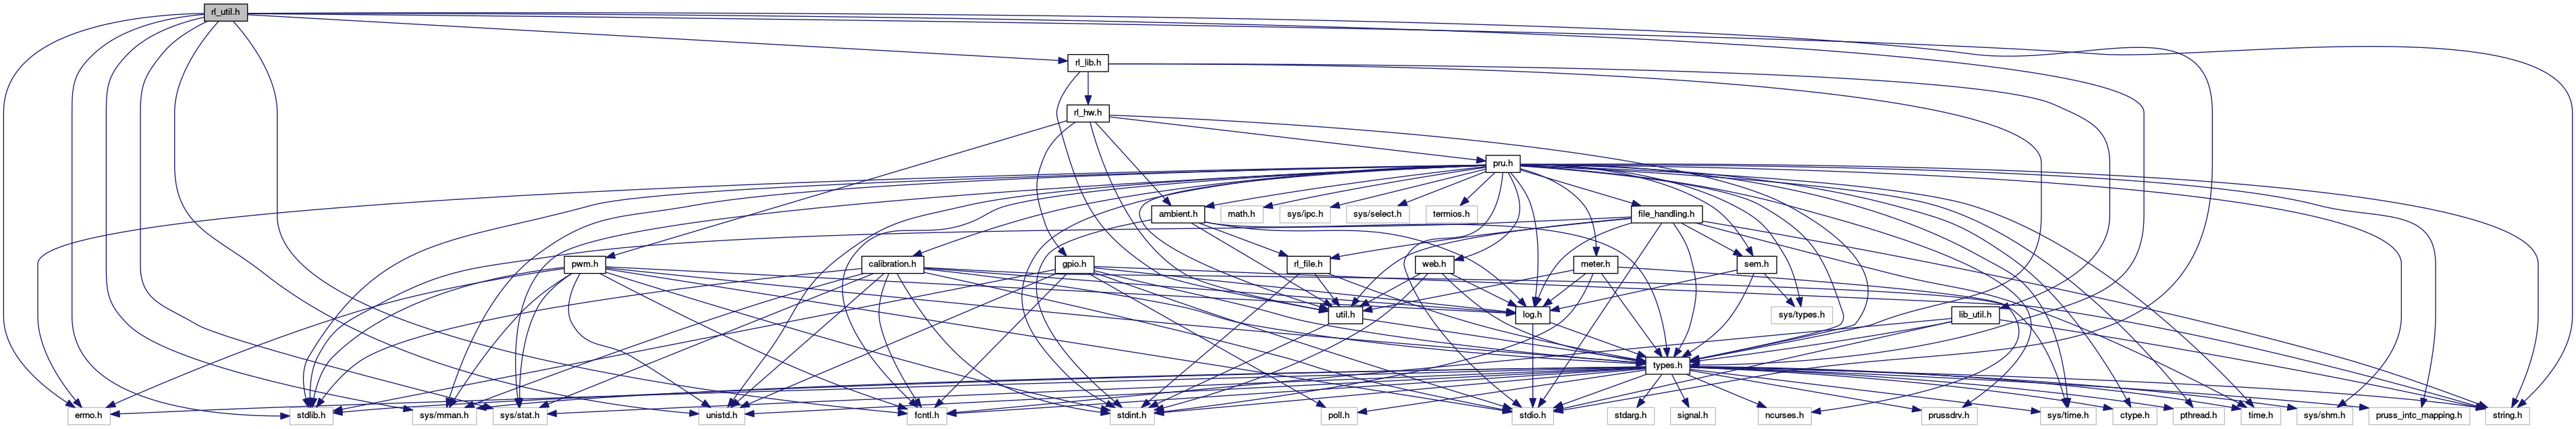 rl_util.h
rl_lib.h
rl_hw.h
pru.h
ambient.h
math.h
sys/ipc.h
sys/select.h
termios.h
file_handling.h
pwm.h
calibration.h
gpio.h
rl_file.h
web.h
meter.h
sem.h
util.h
log.h
sys/types.h
lib_util.h
types.h
errno.h
stdlib.h
sys/mman.h
sys/stat.h
unistd.h
fcntl.h
stdint.h
poll.h
stdio.h
stdarg.h
signal.h
ncurses.h
prussdrv.h
sys/time.h
ctype.h
pthread.h
time.h
sys/shm.h
pruss_intc_mapping.h
string.h